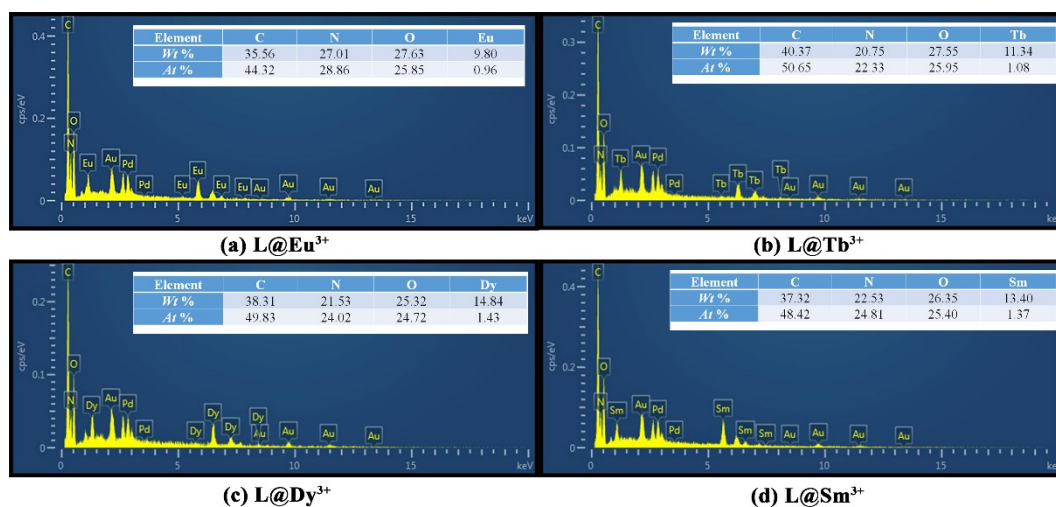 Element C N O Eu
Wt % 35.56 27.01 27.63 9.80
At % 44.32 28.86 25.85 0.96
cps/eV
0.4
0.2
0
C
O
N
Eu
Au
Pd
Pd
Eu
Eu
Eu
Eu
Au
Au
Au
Au
0 5 10 15 keV
(a) L@Eu³⁺
Element C N O Tb
Wt % 40.37 20.75 27.55 11.34
At % 50.65 22.33 25.95 1.08
cps/eV
0.3
0.2
0.1
0
C
O
N
Tb
Au
Pd
Pd
Tb
Tb
Tb
Tb
Au
Au
Au
Au
0 5 10 15 keV
(b) L@Tb³⁺
Element C N O Dy
Wt % 38.31 21.53 25.32 14.84
At % 49.83 24.02 24.72 1.43
cps/eV
0.2
0.1
0
C
O
N
Dy
Au
Pd
Pd
Dy
Dy
Dy
Dy
Au
Au
Au
Au
0 5 10 15 keV
(c) L@Dy³⁺
Element C N O Sm
Wt % 37.32 22.53 26.35 13.40
At % 48.42 24.81 25.40 1.37
cps/eV
0.4
0.2
0
C
O
N
Sm
Au
Pd
Pd
Sm
Sm
Sm
Sm
Au
Au
Au
Au
0 5 10 15 keV
(d) L@Sm³⁺